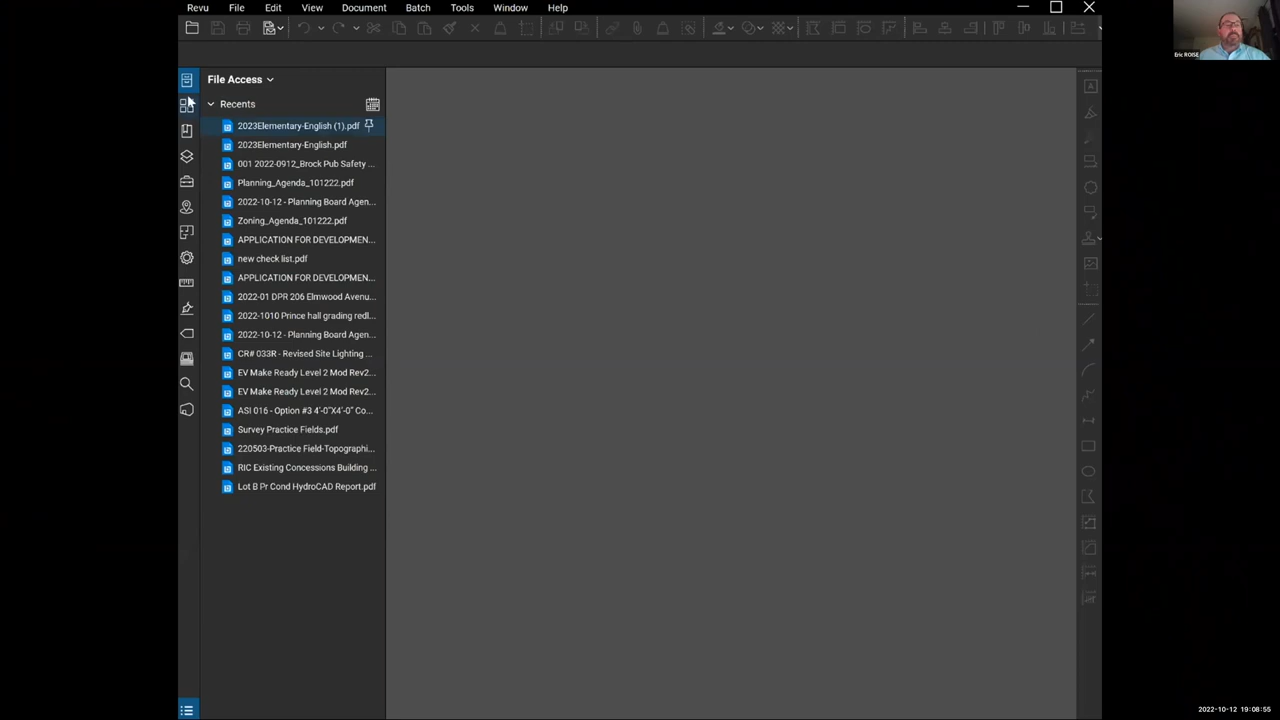 Revu File Edit View Document Batch Tools Window Help
File Access
Recents
2023Elementary-English (1).pdf
2023Elementary-English.pdf
001 2022-0912_Brock Pub Safety ...
Planning_Agenda_101222.pdf
2022-10-12 - Planning Board Agen...
Zoning_Agenda_101222.pdf
APPLICATION FOR DEVELOPMEN...
new check list.pdf
APPLICATION FOR DEVELOPMEN...
2022-01 DPR 206 Elmwood Avenu...
2022-1010 Prince hall grading redl...
2022-10-12 - Planning Board Agen...
CR# 033R - Revised Site Lighting ...
EV Make Ready Level 2 Mod Rev2...
EV Make Ready Level 2 Mod Rev2...
ASI 016 - Option #3 4'-0"X4'-0" Co...
Survey Practice Fields.pdf
220503-Practice Field-Topographi...
RIC Existing Concessions Building ...
Lot B Pr Cond HydroCAD Report.pdf
Eric ROISE
2022-10-12 19:08:55